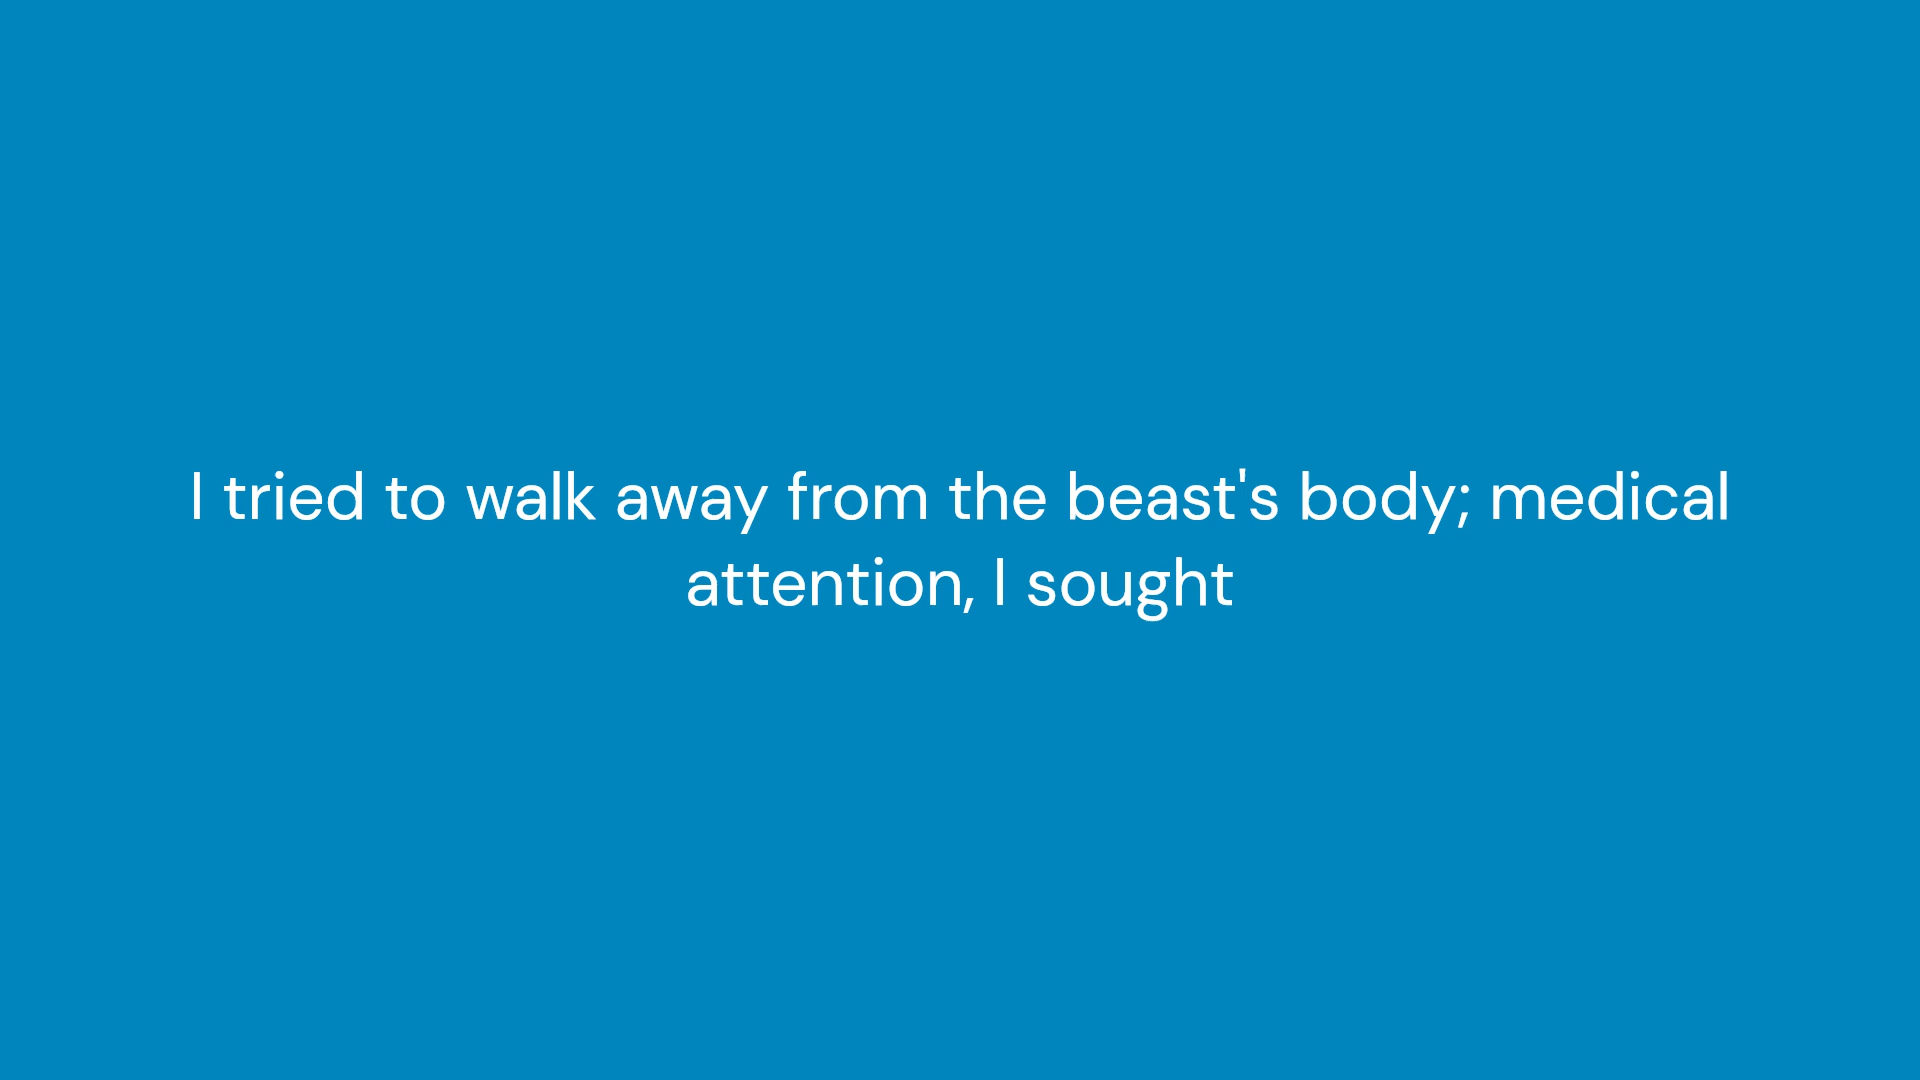 I tried to walk away from the beast's body; medical
attention, I sought